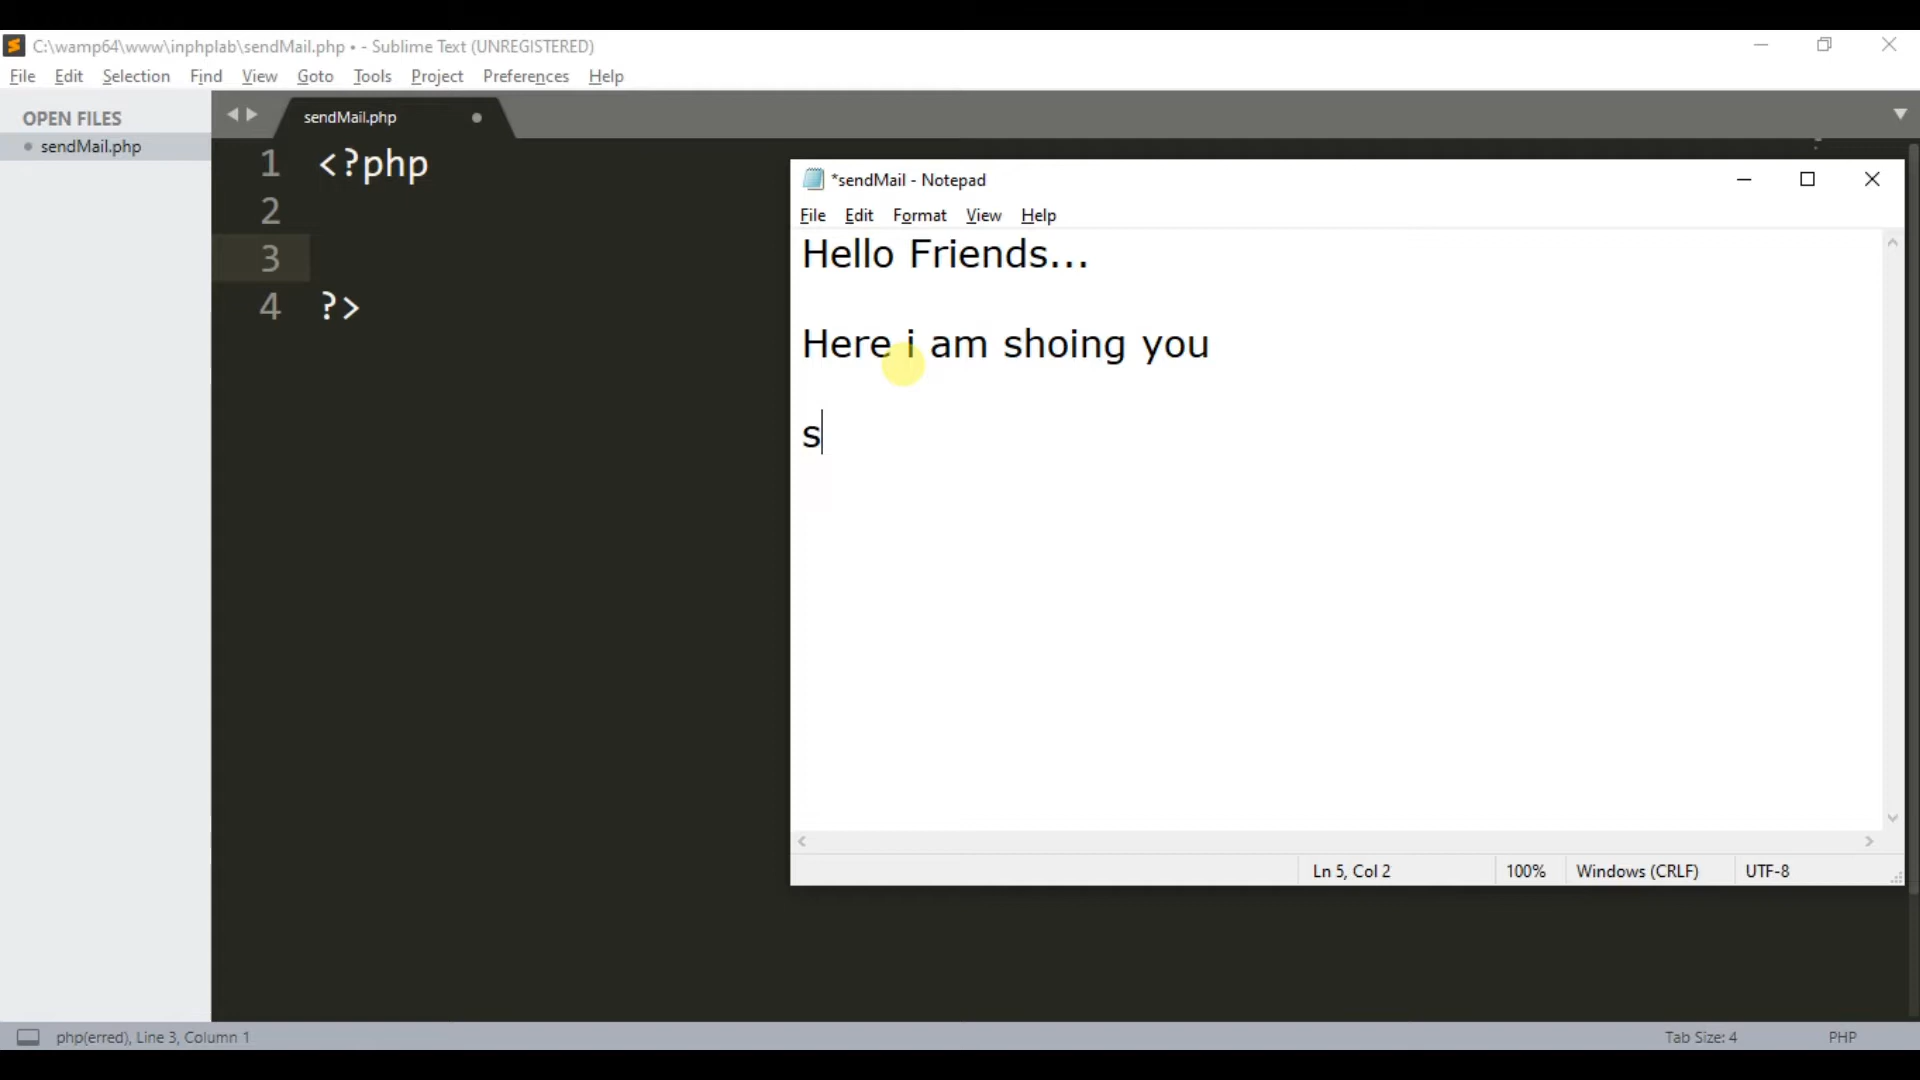 C:\wamp64\www\inphplab\sendMail.php • - Sublime Text (UNREGISTERED)
File Edit Selection Find View Goto Tools Project Preferences Help
OPEN FILES
sendMail.php
sendMail.php
1 <?php
2
3
4 ?>
*sendMail - Notepad
File Edit Format View Help
Hello Friends...
Here i am shoing you
s
Ln 5, Col 2 100% Windows (CRLF) UTF-8
php(erred), Line 3, Column 1 Tab Size: 4 PHP